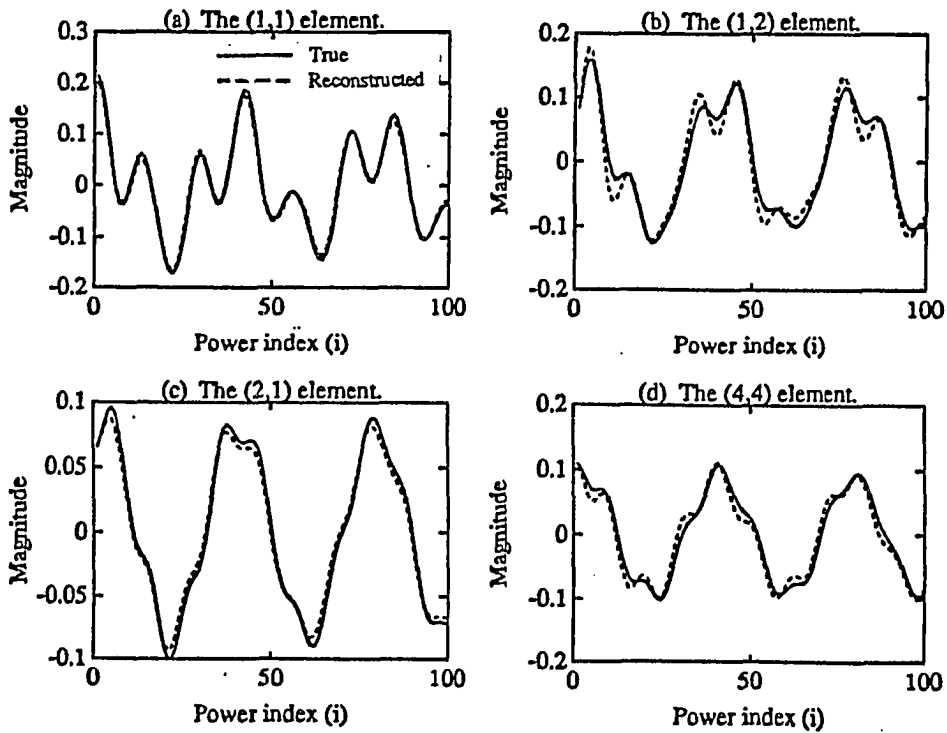 (a) The (1,1) element.
0.3
0.2
0.1
0
-0.1
-0.2
Magnitude
True
Reconstructed
0
50
100
Power index (i)
(b) The (1,2) element.
0.2
0.1
0
-0.1
-0.2
Magnitude
0
50
100
Power index (i)
(c) The (2,1) element.
0.1
0.05
0
-0.05
-0.1
Magnitude
0
50
100
Power index (i)
(d) The (4,4) element.
0.2
0.1
0
-0.1
-0.2
Magnitude
0
50
100
Power index (i)